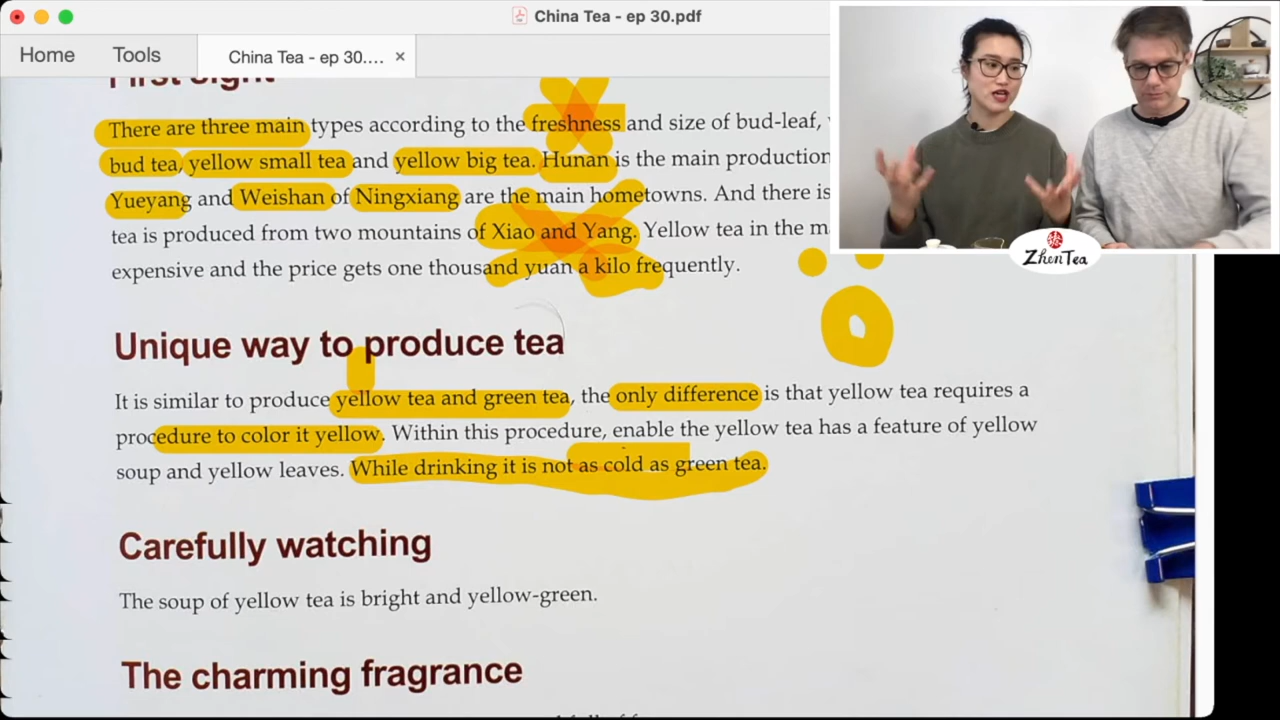 China Tea - ep 30.pdf
Home Tools China Tea - ep 30.... ×
First sight
There are three main types according to the freshness and size of bud-leaf,
bud tea, yellow small tea and yellow big tea. Hunan is the main production
Yueyang and Weishan of Ningxiang are the main hometowns. And there is
tea is produced from two mountains of Xiao and Yang. Yellow tea in the
expensive and the price gets one thousand yuan a kilo frequently.
ZhenTea
Unique way to produce tea
It is similar to produce yellow tea and green tea, the only difference is that yellow tea requires a
procedure to color it yellow. Within this procedure, enable the yellow tea has a feature of yellow
soup and yellow leaves. While drinking it is not as cold as green tea.
Carefully watching
The soup of yellow tea is bright and yellow-green.
The charming fragrance